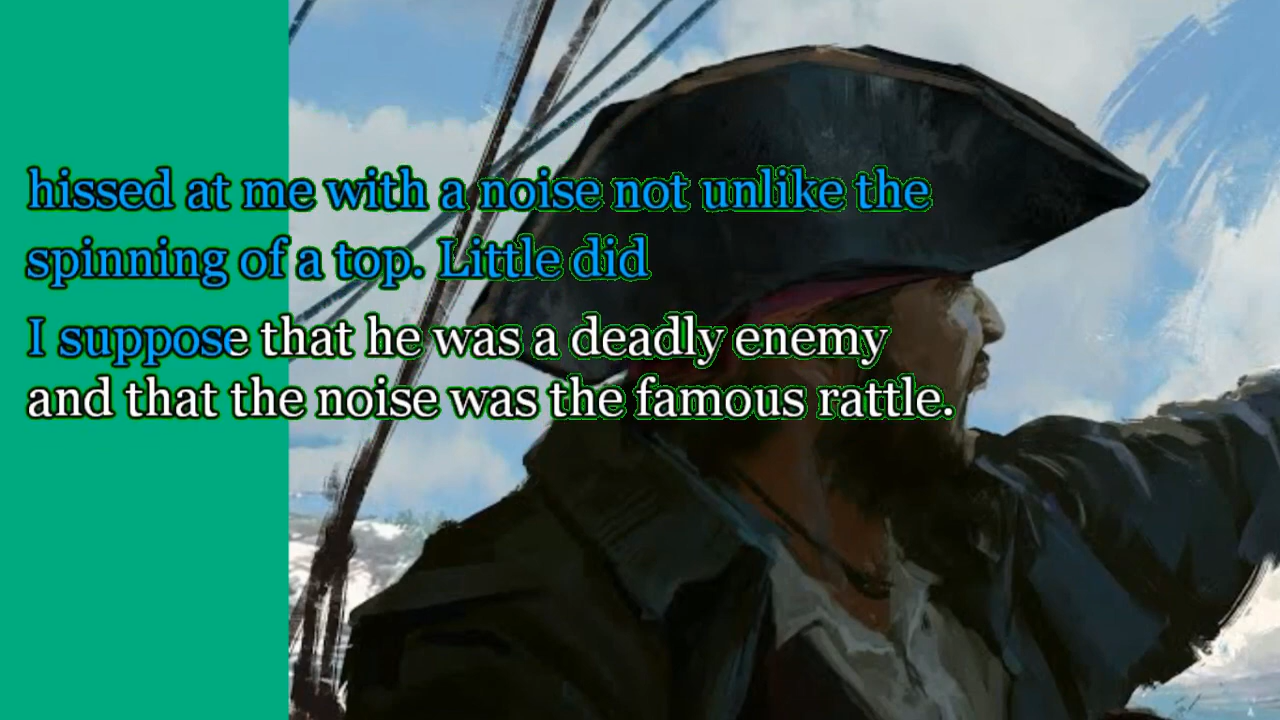 hissed at me with a noise not unlike the
spinning of a top. Little did
I suppose that he was a deadly enemy
and that the noise was the famous rattle.